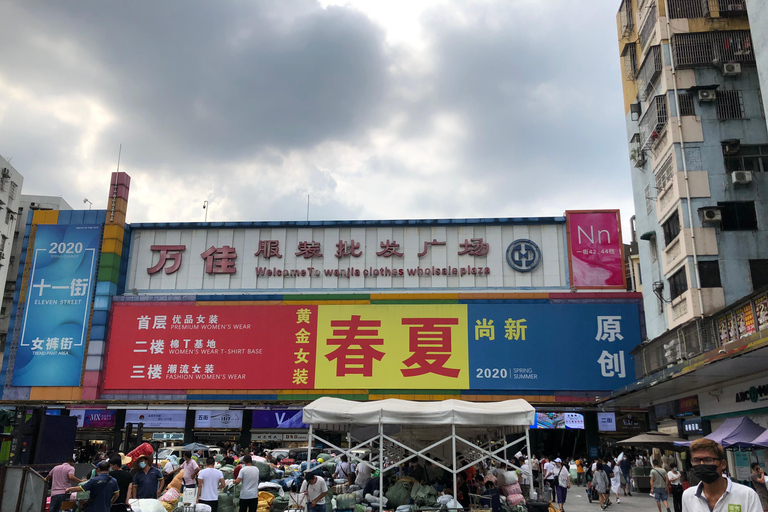 万佳 服装批发广场
Welcome To wanjia clothes wholesale plaza
Nn
一街
2020
十一街
ELEVEN STREET
女裤街
首层 优品女装
PREMIUM WOMEN'S WEAR
二楼 棉T基地
WOMEN'S WEAR T-SHIRT BASE
三楼 潮流女装
FASHION WOMEN'S WEAR
黄金女装
春夏
尚新
2020 SPRING SUMMER
原创